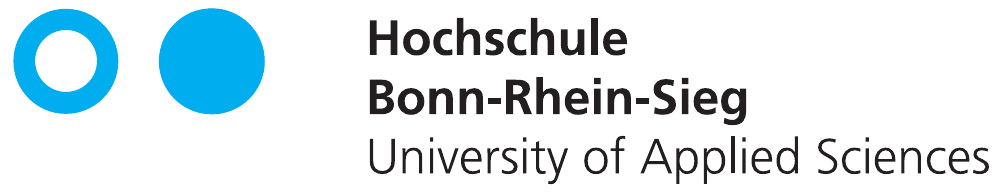 Hochschule
Bonn-Rhein-Sieg
University of Applied Sciences